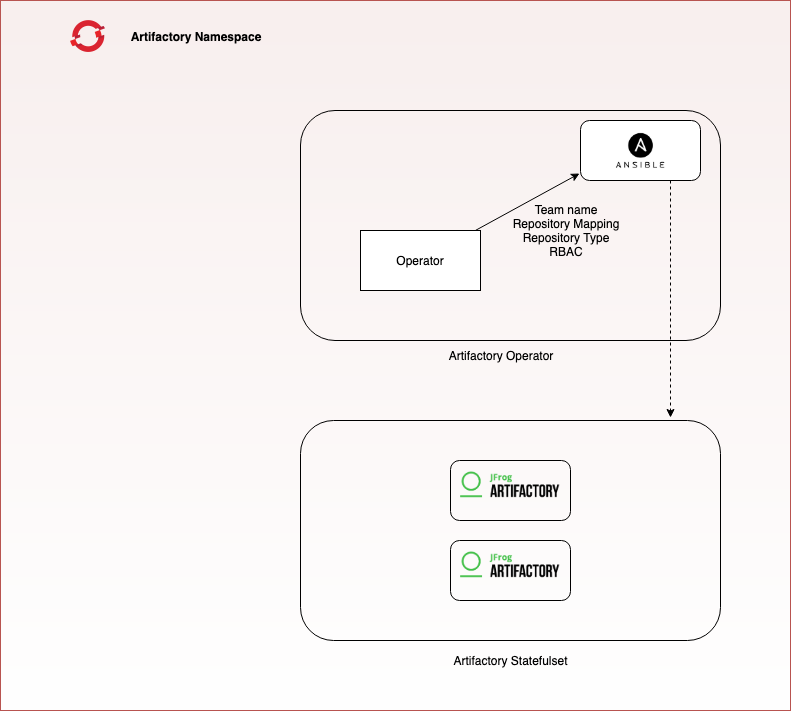 Artifactory Namespace
ANSIBLE
Team name
Repository Mapping
Repository Type
RBAC
Operator
Artifactory Operator
JFrog
ARTIFACTORY
JFrog
ARTIFACTORY
Artifactory Statefulset